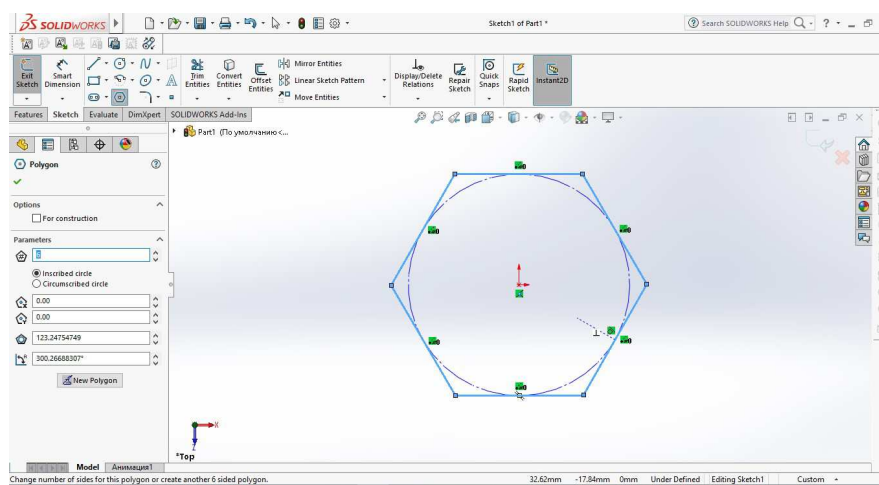 SOLIDWORKS
Sketch1 of Part1 *
Search SOLIDWORKS Help
Exit Sketch
Smart Dimension
Trim Entities
Convert Entities
Offset Entities
Mirror Entities
Linear Sketch Pattern
Move Entities
Display/Delete Relations
Repair Sketch
Quick Snaps
Rapid Sketch
Instant2D
Features Sketch Evaluate DimXpert SOLIDWORKS Add-Ins
Part1 (По умолчанию<...
Polygon
Options
For construction
Parameters
6
Inscribed circle
Circumscribed circle
0.00
0.00
123.24754749
300.26688307°
New Polygon
X
Z
*Top
Model Анимация1
Change number of sides for this polygon or create another 6 sided polygon.
32.62mm -17.84mm 0mm Under Defined Editing Sketch1 Custom